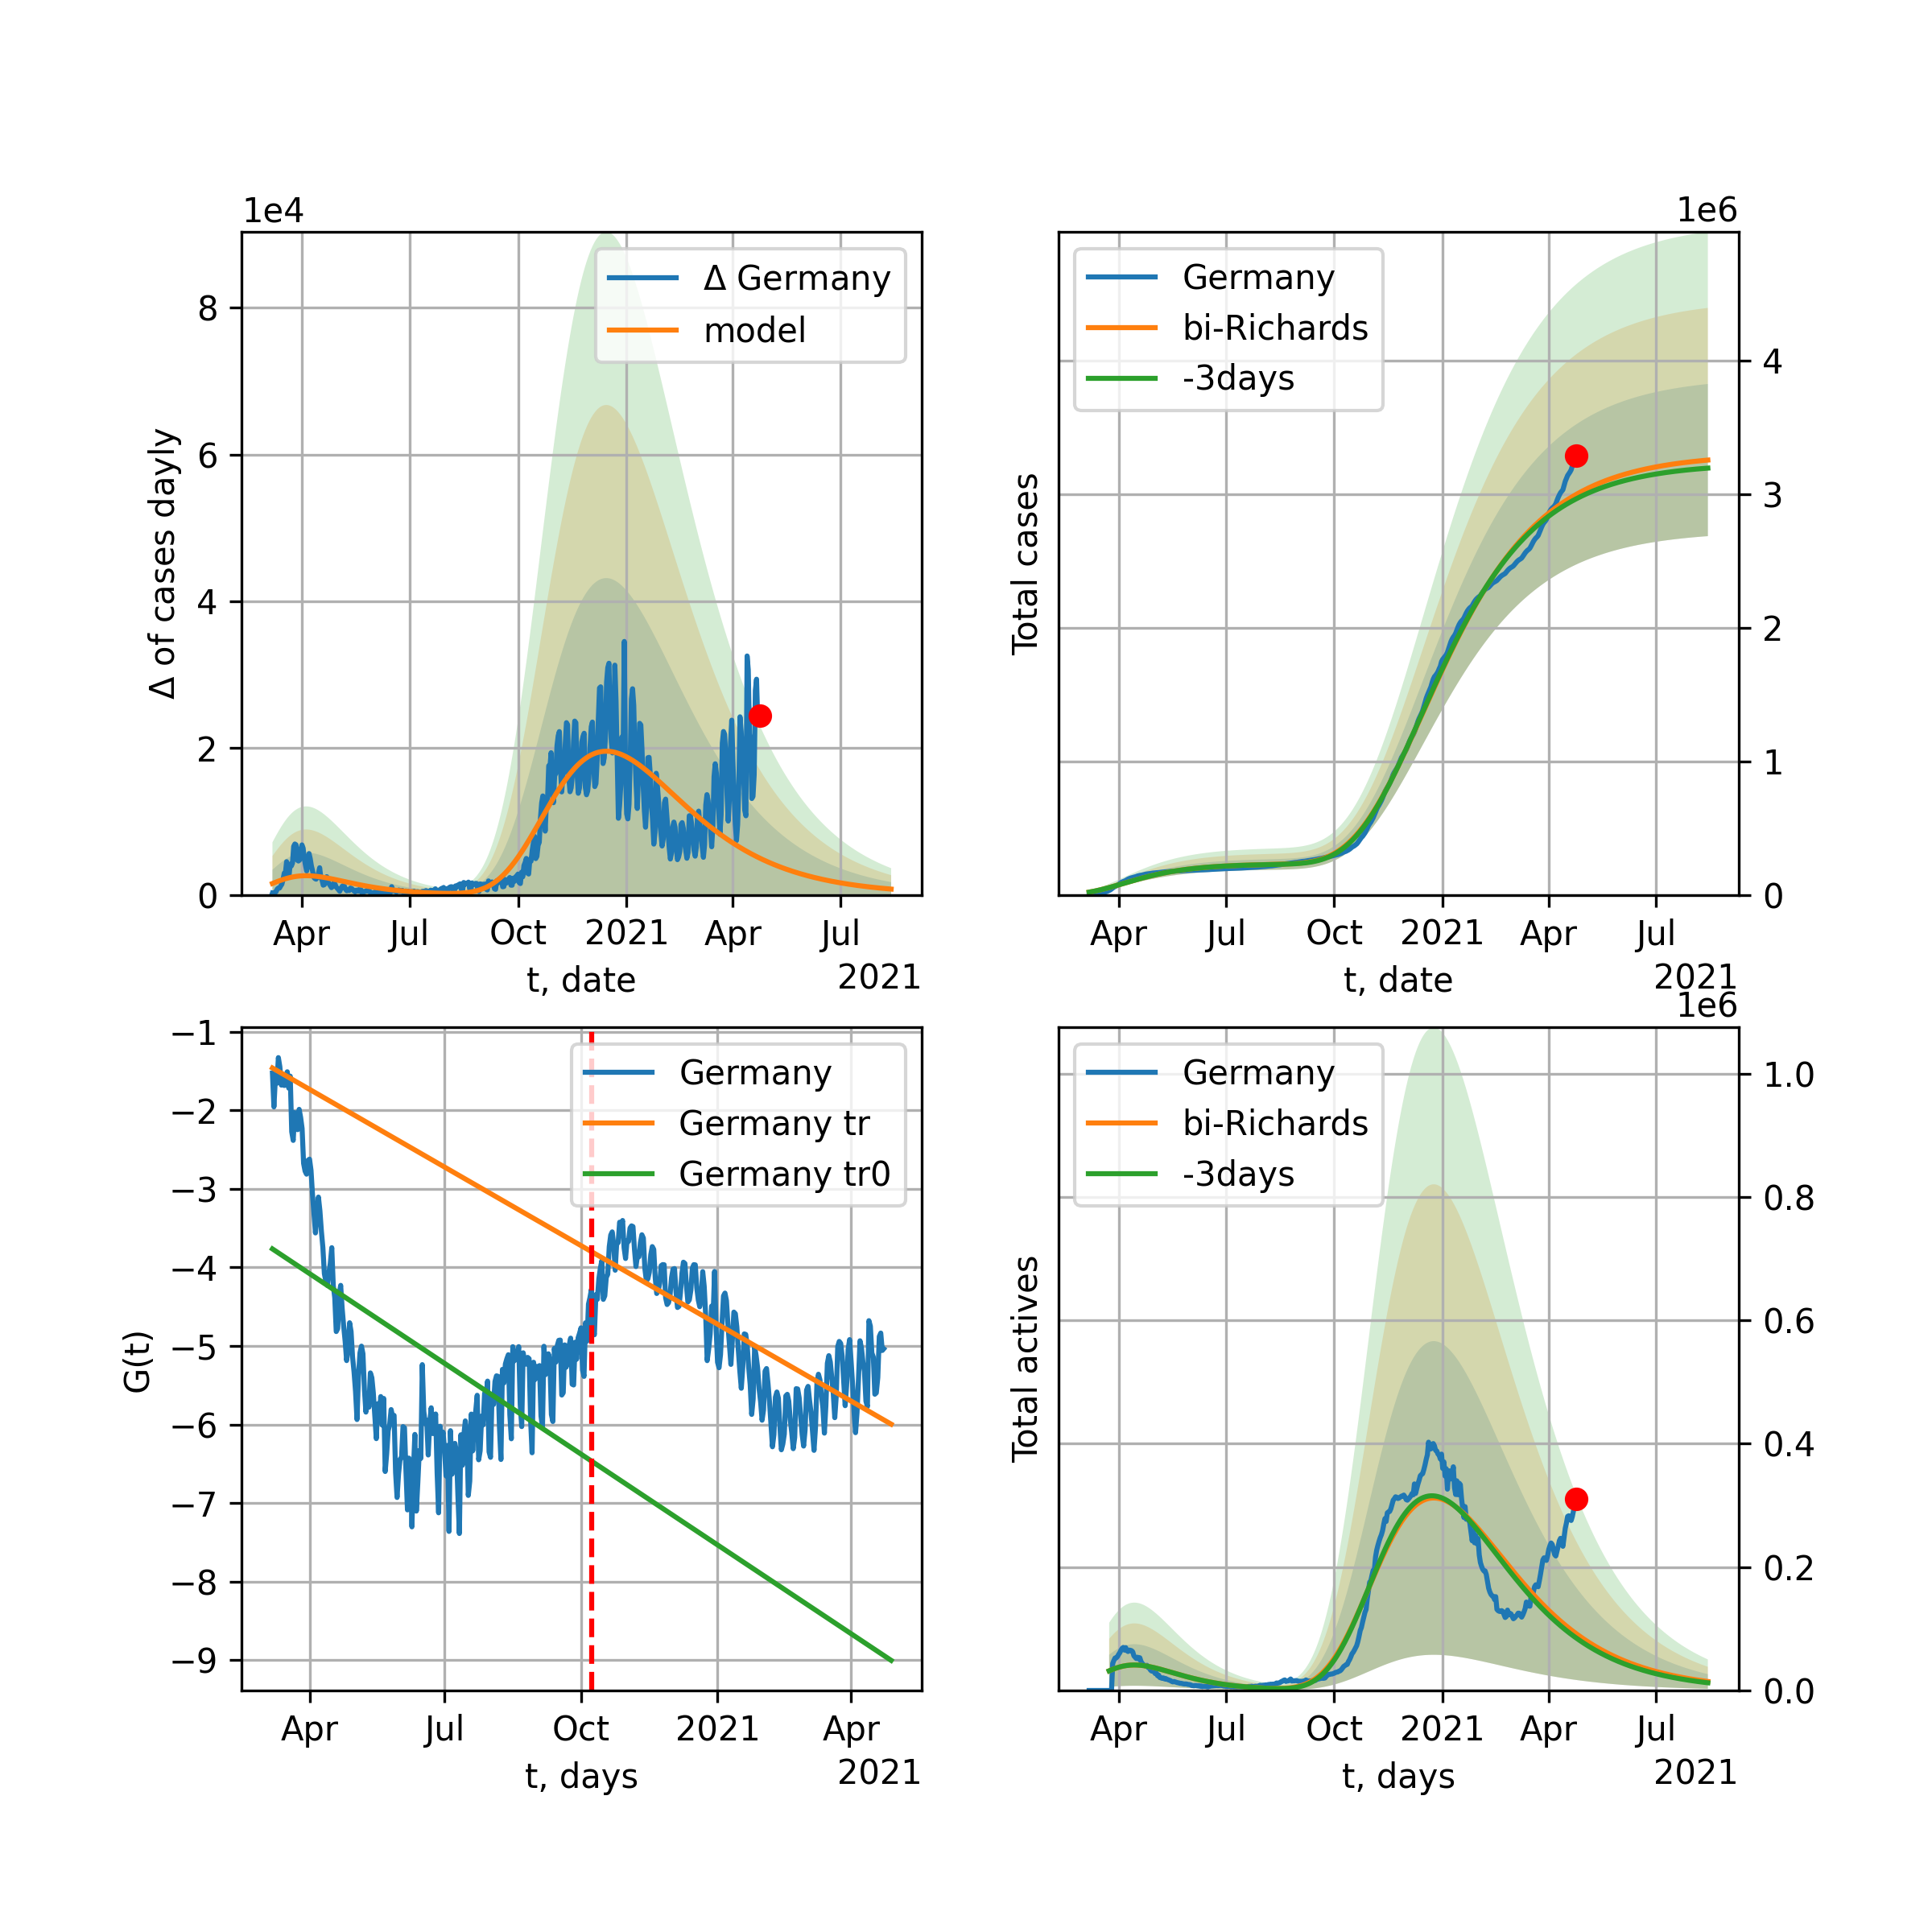 1e4
Δ Germany
model
8
6
4
2
0
Δ of cases dayly
Apr
Jul
Oct
2021
Apr
Jul
t, date
2021
1e6
Germany
bi-Richards
-3days
4
3
2
1
0
Total cases
Apr
Jul
Oct
2021
Apr
Jul
t, date
2021
Germany
Germany tr
Germany tr0
−1
−2
−3
−4
−5
−6
−7
−8
−9
G(t)
Apr
Jul
Oct
2021
Apr
t, days
2021
1e6
Germany
bi-Richards
-3days
1.0
0.8
0.6
0.4
0.2
0.0
Total actives
Apr
Jul
Oct
2021
Apr
Jul
t, days
2021